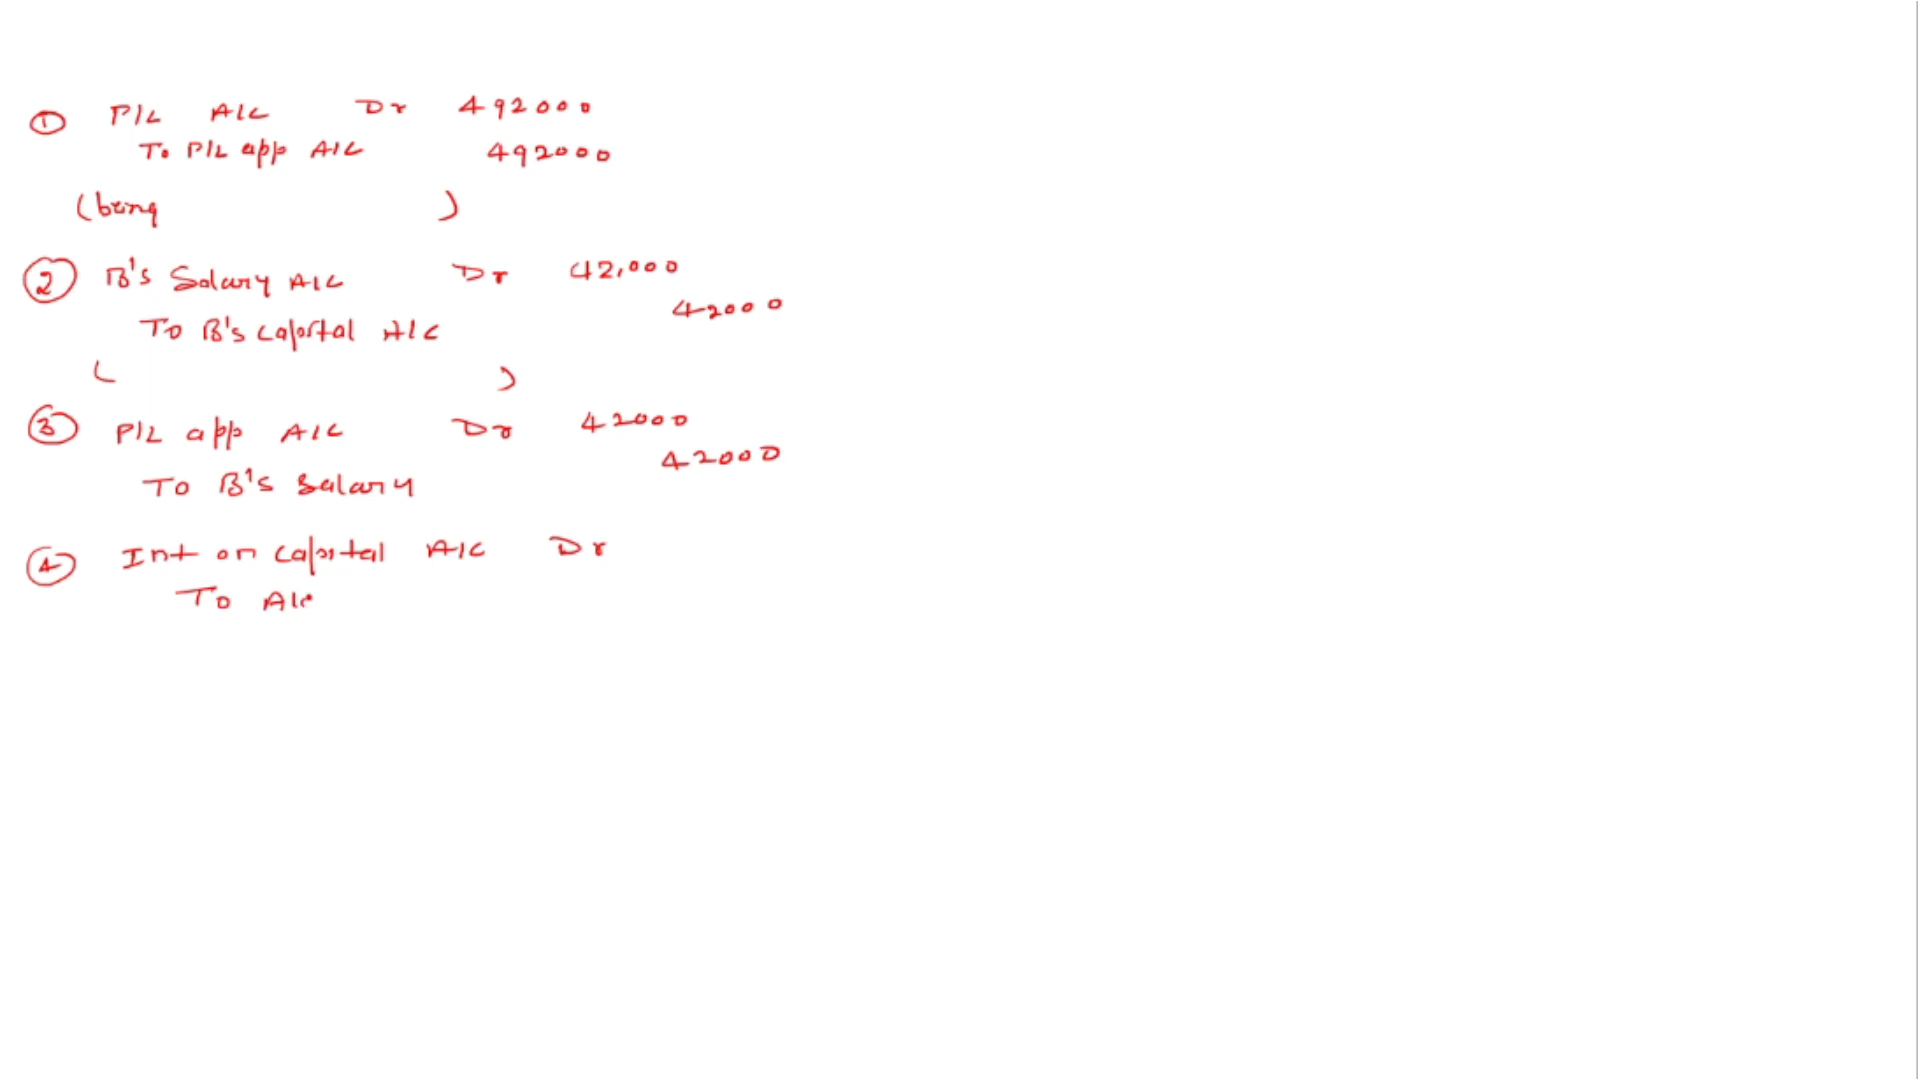 ① P/L A/C Dr 492000
To P/L app A/C 492000
(being )
② B's Salary A/C Dr 42,000
To B's capital A/C 42000
( )
③ P/L app A/C Dr 42000
To B's Salary 42000
④ Int on capital A/C Dr
To A